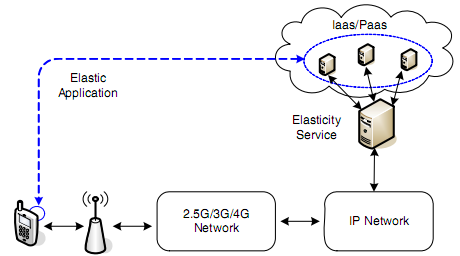 Iaas/Paas
Elastic
Application
Elasticity
Service
2.5G/3G/4G
Network
IP Network